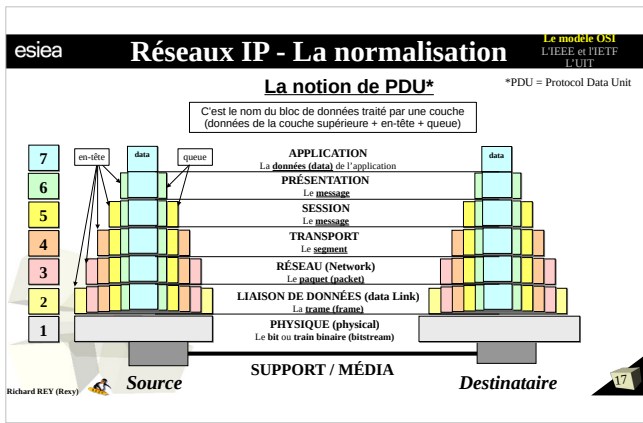 esiea
Réseaux IP - La normalisation
Le modèle OSI
L'IEEE et l'IETF
L'UIT
La notion de PDU*
*PDU = Protocol Data Unit
C'est le nom du bloc de données traité par une couche
(données de la couche supérieure + en-tête + queue)
7
en-tête
data
queue
APPLICATION
La données (data) de l'application
data
6
PRÉSENTATION
Le message
5
SESSION
Le message
4
TRANSPORT
Le segment
3
RÉSEAU (Network)
Le paquet (packet)
2
LIAISON DE DONNÉES (data Link)
La trame (frame)
1
PHYSIQUE (physical)
Le bit ou train binaire (bitstream)
SUPPORT / MÉDIA
Source
Destinataire
Richard REY (Rexy)
17